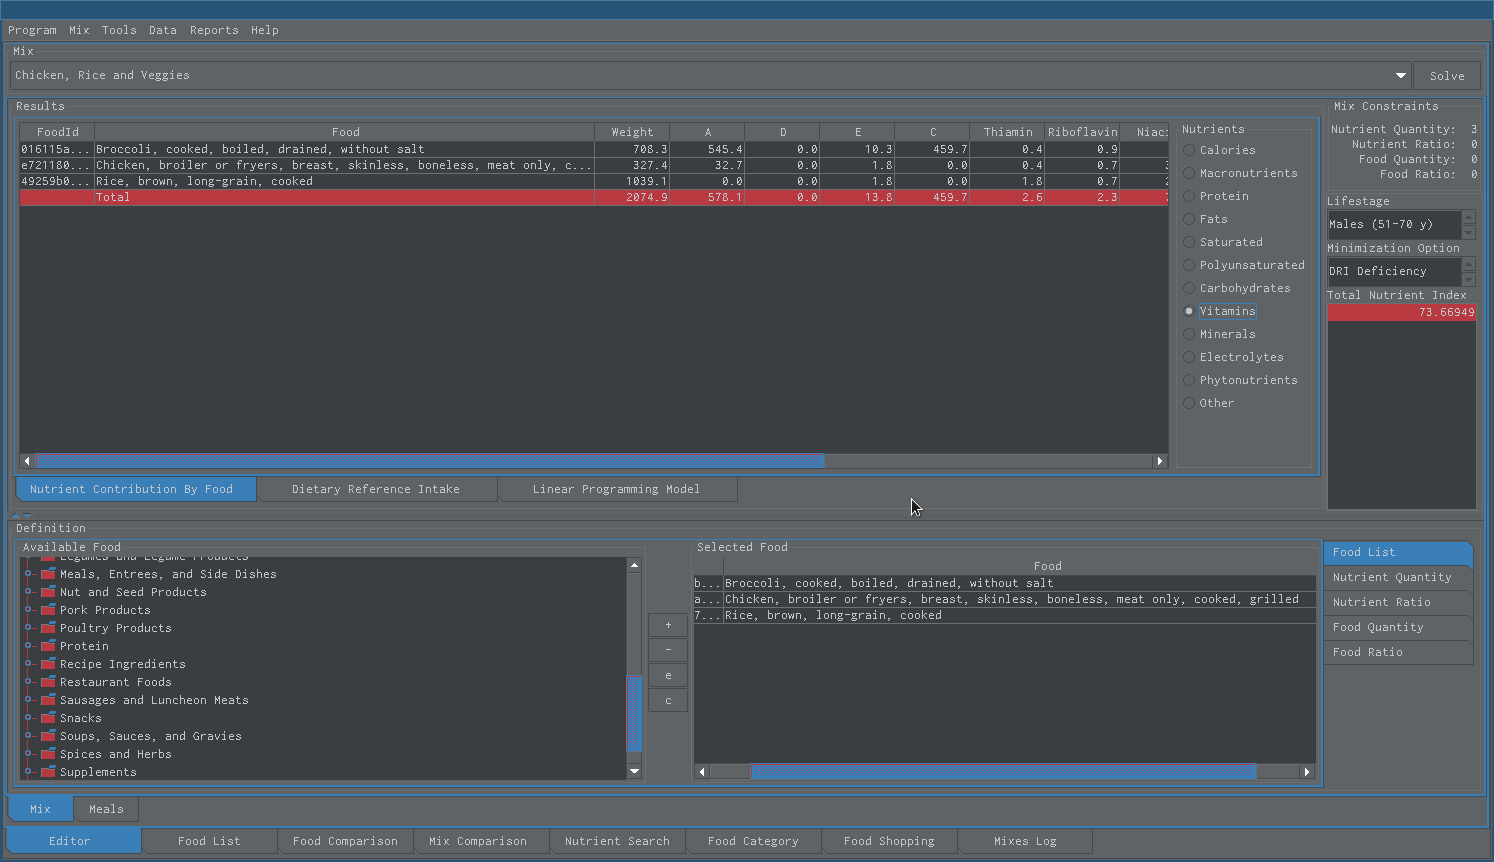 Program Mix Tools Data Reports Help
Mix
Chicken, Rice and Veggies
Solve
Results
FoodId Food Weight A D E C Thiamin Riboflavin Niac
016115a... Broccoli, cooked, boiled, drained, without salt 708.3 545.4 0.0 10.3 459.7 0.4 0.9
e721180... Chicken, broiler or fryers, breast, skinless, boneless, meat only, c... 327.4 32.7 0.0 1.8 0.0 0.4 0.7
49259b0... Rice, brown, long-grain, cooked 1039.1 0.0 0.0 1.8 0.0 1.8 0.7
Total 2074.9 578.1 0.0 13.8 459.7 2.6 2.3
Nutrients
Calories
Macronutrients
Protein
Fats
Saturated
Polyunsaturated
Carbohydrates
Vitamins
Minerals
Electrolytes
Phytonutrients
Other
Mix Constraints
Nutrient Quantity: 3
Nutrient Ratio: 0
Food Quantity: 0
Food Ratio: 0
Lifestage
Males (51-70 y)
Minimization Option
DRI Deficiency
Total Nutrient Index
73.66949
Nutrient Contribution By Food Dietary Reference Intake Linear Programming Model
Definition
Available Food
Legumes and Legume Products
Meals, Entrees, and Side Dishes
Nut and Seed Products
Pork Products
Poultry Products
Protein
Recipe Ingredients
Restaurant Foods
Sausages and Luncheon Meats
Snacks
Soups, Sauces, and Gravies
Spices and Herbs
Supplements
+
-
e
c
Selected Food
Food
b... Broccoli, cooked, boiled, drained, without salt
a... Chicken, broiler or fryers, breast, skinless, boneless, meat only, cooked, grilled
7... Rice, brown, long-grain, cooked
Food List
Nutrient Quantity
Nutrient Ratio
Food Quantity
Food Ratio
Mix Meals
Editor Food List Food Comparison Mix Comparison Nutrient Search Food Category Food Shopping Mixes Log